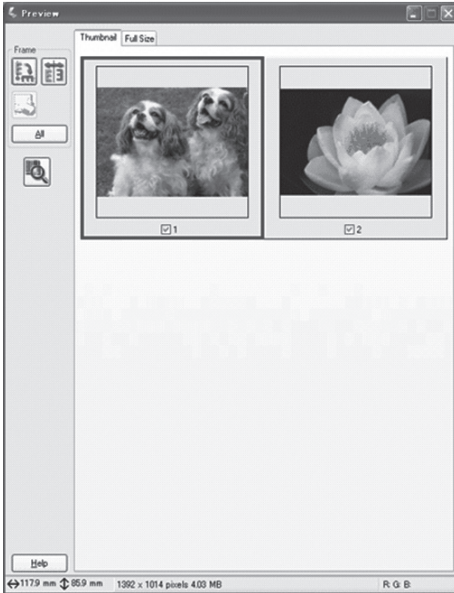 Preview
Thumbnail Full Size
Frame
All
1 2
Help
117.9 mm 85.9 mm 1392 x 1014 pixels 4.03 MB R: G: B: